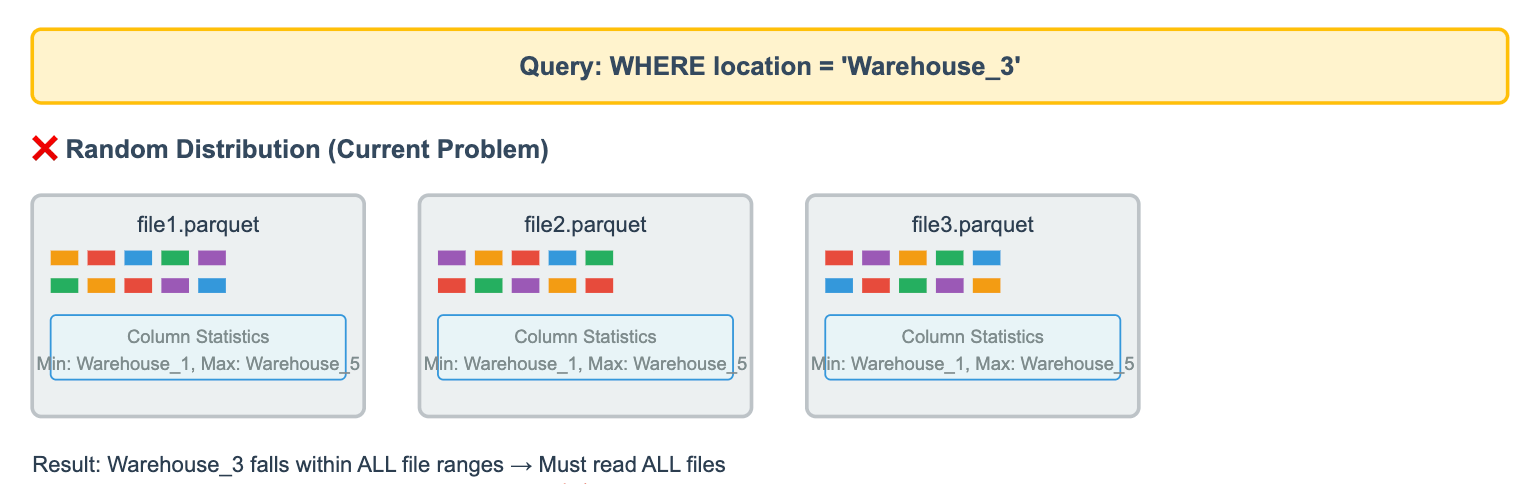 Query: WHERE location = 'Warehouse_3'
❌ Random Distribution (Current Problem)
file1.parquet
file2.parquet
file3.parquet
Column Statistics
Min: Warehouse_1, Max: Warehouse_5
Column Statistics
Min: Warehouse_1, Max: Warehouse_5
Column Statistics
Min: Warehouse_1, Max: Warehouse_5
Result: Warehouse_3 falls within ALL file ranges → Must read ALL files